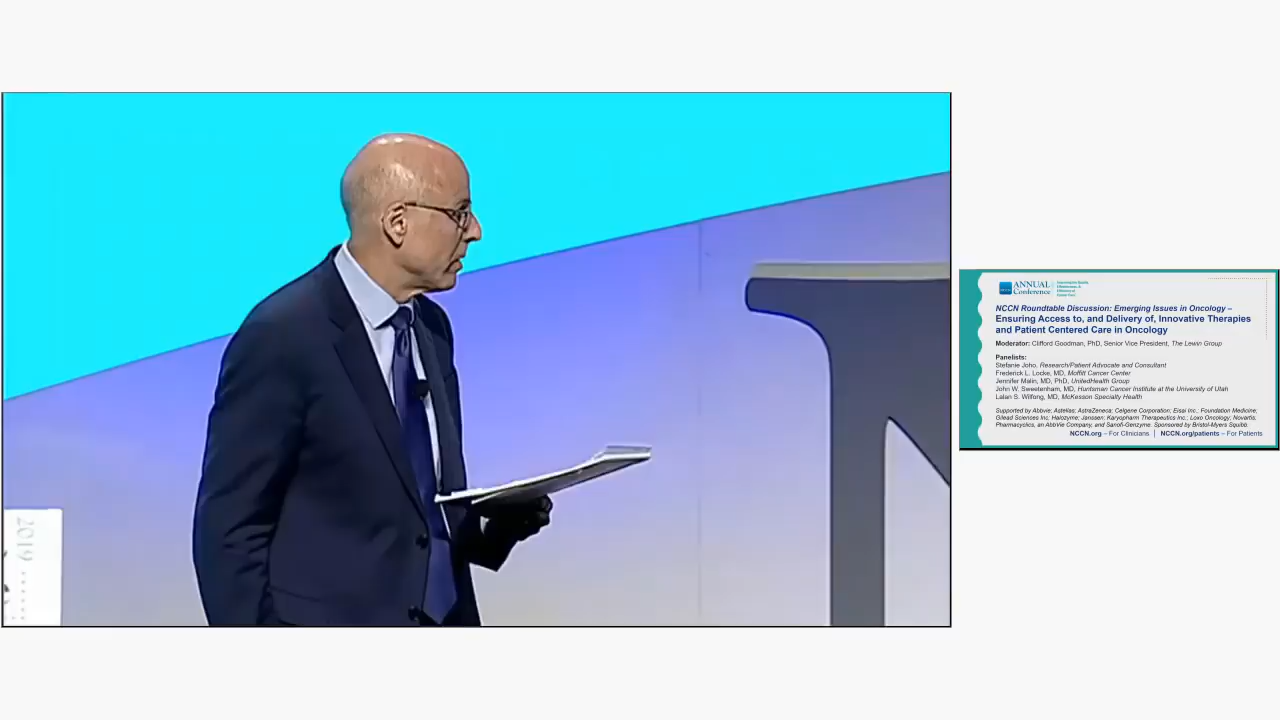 2019
ANNUAL
Conference
NCCN Roundtable Discussion: Emerging Issues in Oncology –
Ensuring Access to, and Delivery of, Innovative Therapies
and Patient Centered Care in Oncology
Moderator: Clifford Goodman, PhD, Senior Vice President, The Lewin Group
Panelists:
Stefanie Joho, Research/Patient Advocate and Consultant
Frederick L. Locke, MD, Moffitt Cancer Center
Jennifer Malin, MD, PhD, UnitedHealth Group
John W. Sweetenham, MD, Huntsman Cancer Institute at the University of Utah
Lalan S. Wilfong, MD, McKesson Specialty Health
Supported by Abbvie; Astellas; AstraZeneca; Celgene Corporation; Eisai Inc.; Foundation Medicine;
Gilead Sciences Inc; Halozyme; Janssen; Karyopharm Therapeutics Inc.; Loxo Oncology; Novartis;
Pharmacyclics, an AbbVie Company; and Sanofi-Genzyme. Sponsored by Bristol-Myers Squibb.
NCCN.org – For Clinicians | NCCN.org/patients – For Patients